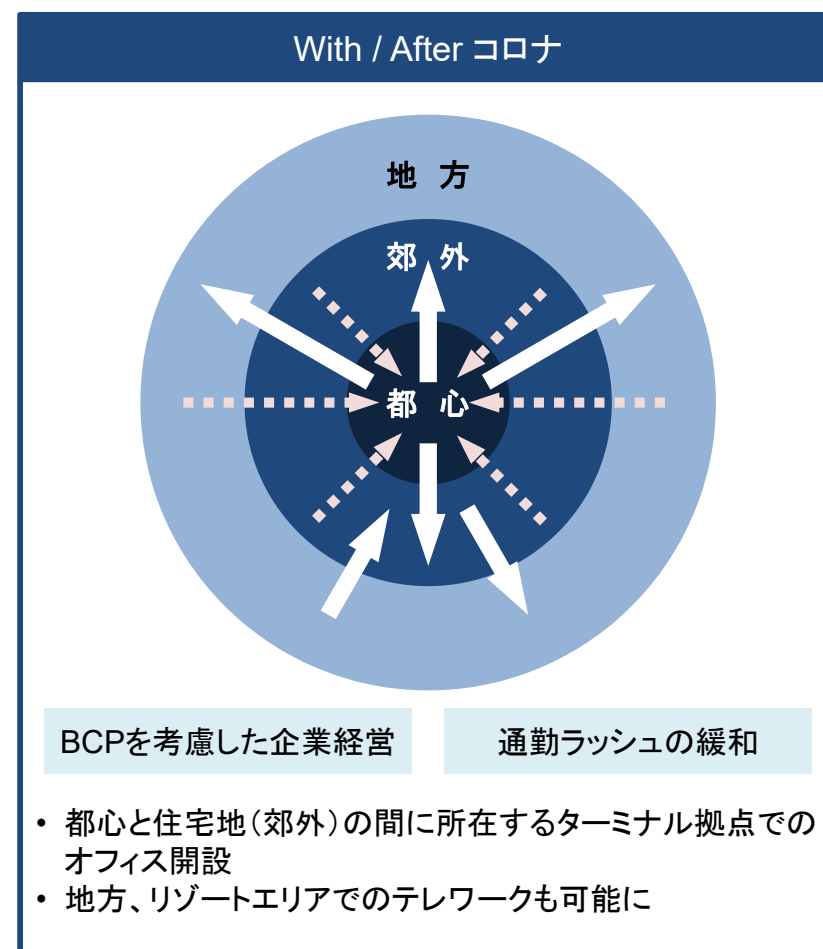 With / After コロナ
地 方
郊 外
都 心
BCPを考慮した企業経営
通勤ラッシュの緩和
• 都心と住宅地（郊外）の間に所在するターミナル拠点での
オフィス開設
• 地方、リゾートエリアでのテレワークも可能に